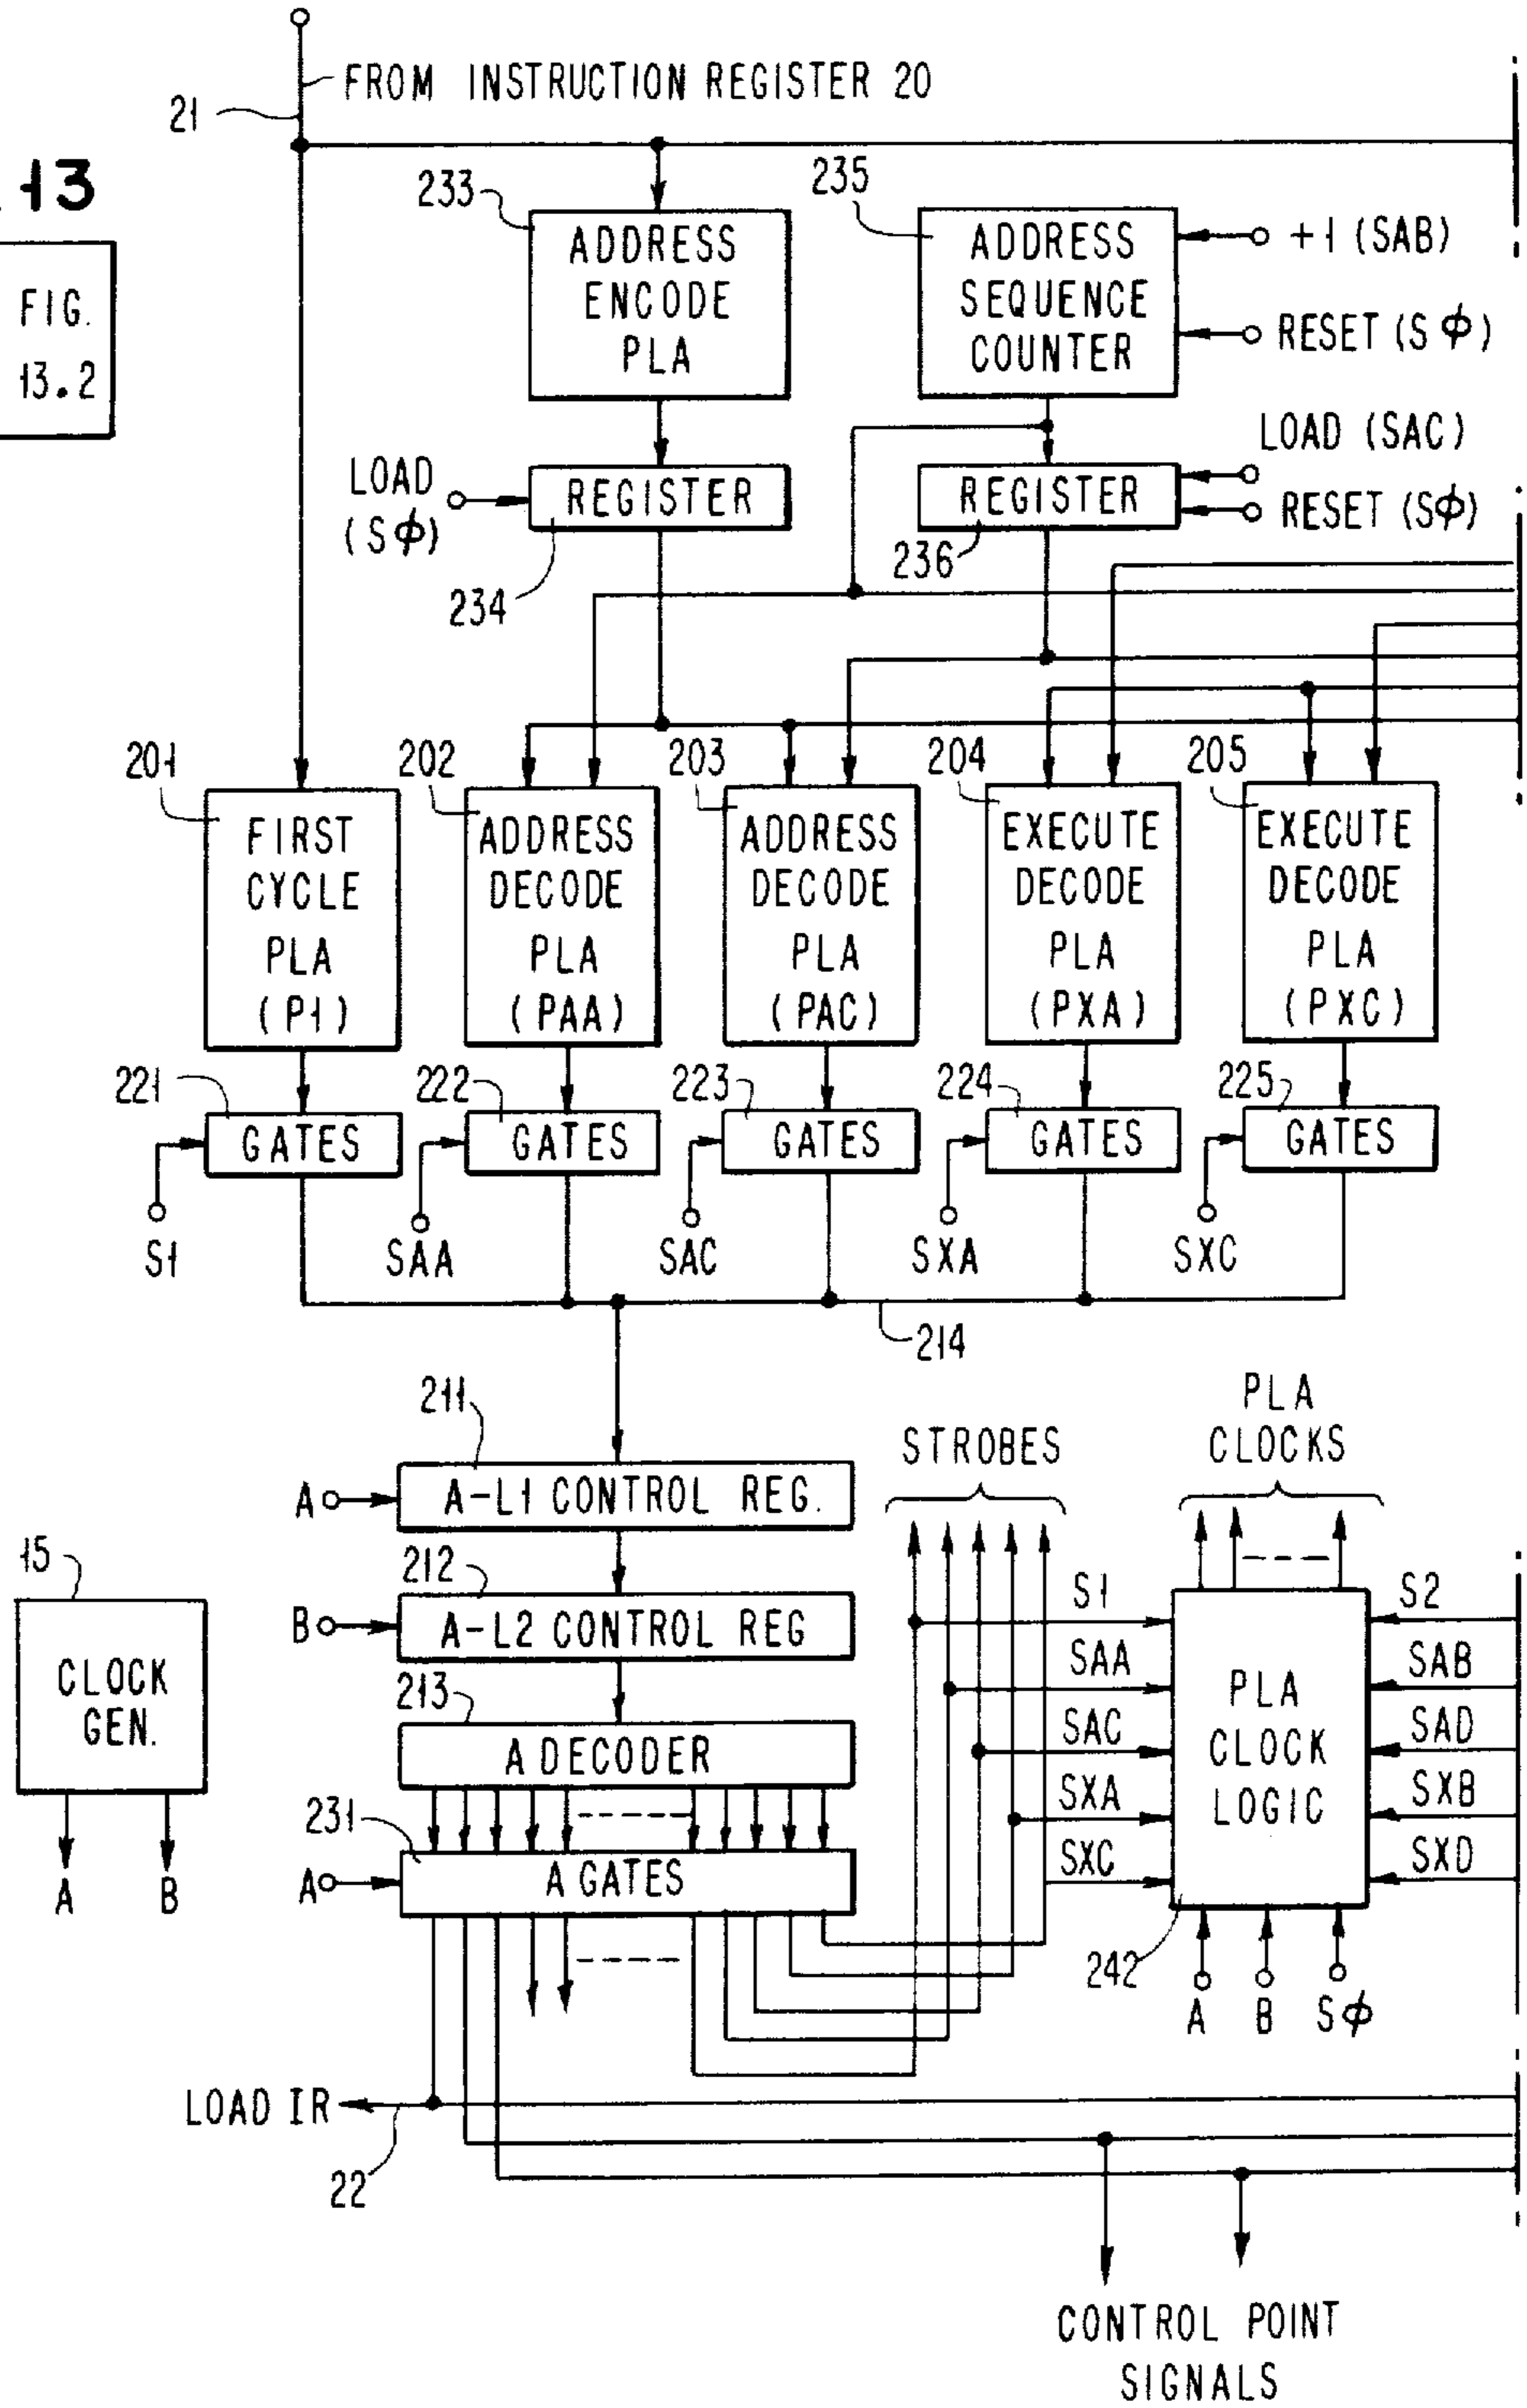 FROM INSTRUCTION REGISTER 20
21
13
FIG.
13.2
233
ADDRESS
ENCODE
PLA
235
ADDRESS
SEQUENCE
COUNTER
+1 (SAB)
RESET (Sϕ)
LOAD
(Sϕ)
REGISTER
234
REGISTER
236
LOAD (SAC)
RESET (Sϕ)
201
FIRST
CYCLE
PLA
(P1)
202
ADDRESS
DECODE
PLA
(PAA)
203
ADDRESS
DECODE
PLA
(PAC)
204
EXECUTE
DECODE
PLA
(PXA)
205
EXECUTE
DECODE
PLA
(PXC)
221
GATES
S1
222
GATES
SAA
223
GATES
SAC
224
GATES
SXA
225
GATES
SXC
214
211
A
A-L1 CONTROL REG.
212
B
A-L2 CONTROL REG
213
A DECODER
231
A
A GATES
15
CLOCK
GEN.
A
B
STROBES
PLA
CLOCKS
S1
SAA
SAC
SXA
SXC
PLA
CLOCK
LOGIC
S2
SAB
SAD
SXB
SXD
242
A
B
Sϕ
LOAD IR
22
CONTROL POINT
SIGNALS